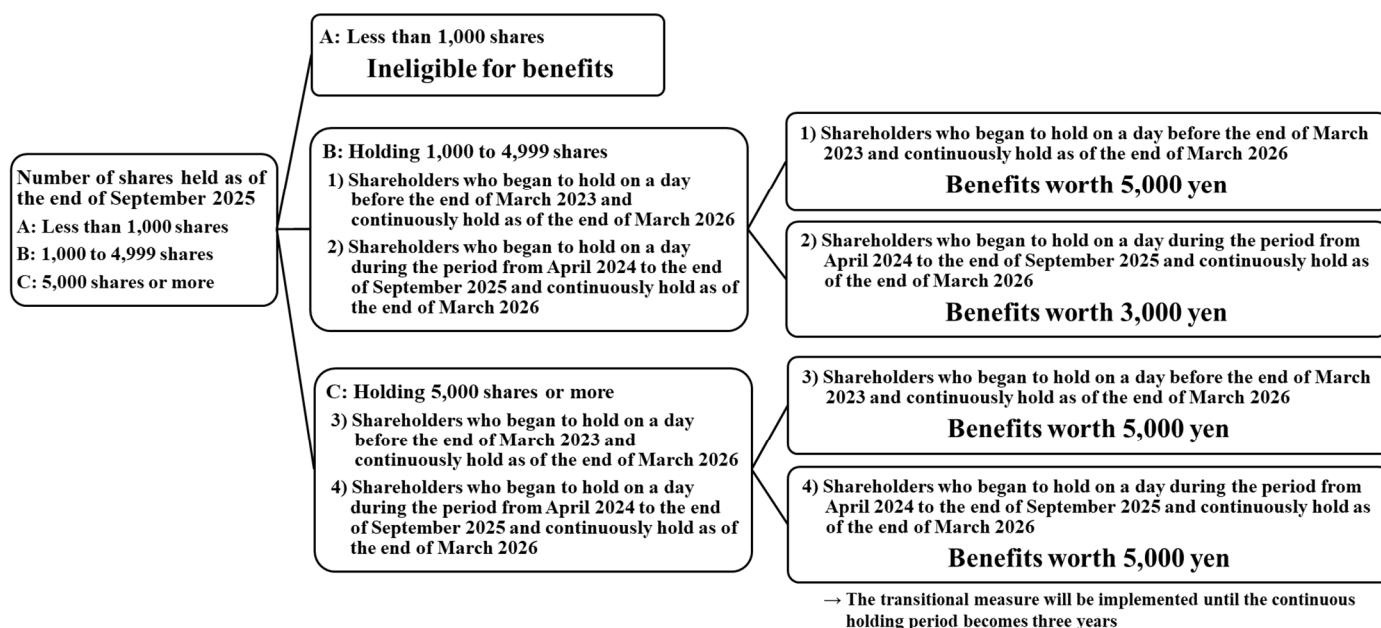 Number of shares held as of
the end of September 2025
A: Less than 1,000 shares
B: 1,000 to 4,999 shares
C: 5,000 shares or more
A: Less than 1,000 shares
Ineligible for benefits
B: Holding 1,000 to 4,999 shares
1) Shareholders who began to hold on a day
before the end of March 2023 and
continuously hold as of the end of March 2026
2) Shareholders who began to hold on a day
during the period from April 2024 to the end
of September 2025 and continuously hold as of
the end of March 2026
C: Holding 5,000 shares or more
3) Shareholders who began to hold on a day
before the end of March 2023 and
continuously hold as of the end of March 2026
4) Shareholders who began to hold on a day
during the period from April 2024 to the end
of September 2025 and continuously hold as of
the end of March 2026
1) Shareholders who began to hold on a day before the end of March
2023 and continuously hold as of the end of March 2026
Benefits worth 5,000 yen
2) Shareholders who began to hold on a day during the period from
April 2024 to the end of September 2025 and continuously hold as
of the end of March 2026
Benefits worth 3,000 yen
3) Shareholders who began to hold on a day before the end of March
2023 and continuously hold as of the end of March 2026
Benefits worth 5,000 yen
4) Shareholders who began to hold on a day during the period from
April 2024 to the end of September 2025 and continuously hold as
of the end of March 2026
Benefits worth 5,000 yen
→ The transitional measure will be implemented until the continuous
holding period becomes three years